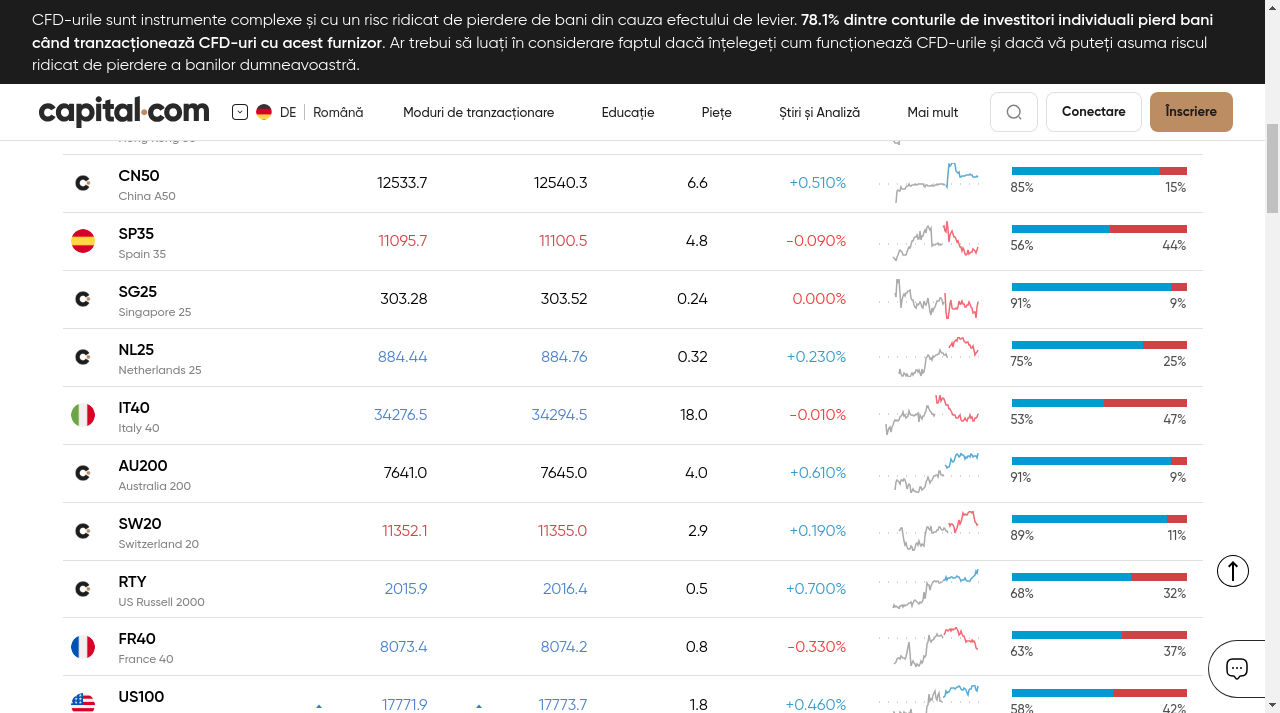 CFD-urile sunt instrumente complexe și cu un risc ridicat de pierdere de bani din cauza efectului de levier. 78.1% dintre conturile de investitori individuali pierd bani
când tranzacționează CFD-uri cu acest furnizor. Ar trebui să luați în considerare faptul dacă înțelegeți cum funcționează CFD-urile și dacă vă puteți asuma riscul
ridicat de pierdere a banilor dumneavoastră.
capital.com DE Română Moduri de tranzacționare Educație Piețe Știri și Analiză Mai mult Conectare Înscriere
CN50 12533.7 12540.3 6.6 +0.510%
China A50 85% 15%
SP35 11095.7 11100.5 4.8 -0.090%
Spain 35 56% 44%
SG25 303.28 303.52 0.24 0.000%
Singapore 25 91% 9%
NL25 884.44 884.76 0.32 +0.230%
Netherlands 25 75% 25%
IT40 34276.5 34294.5 18.0 -0.010%
Italy 40 53% 47%
AU200 7641.0 7645.0 4.0 +0.610%
Australia 200 91% 9%
SW20 11352.1 11355.0 2.9 +0.190%
Switzerland 20 89% 11%
RTY 2015.9 2016.4 0.5 +0.700%
US Russell 2000 68% 32%
FR40 8073.4 8074.2 0.8 -0.330%
France 40 63% 37%
US100 17771.9 17773.7 1.8 +0.460%
58% 42%